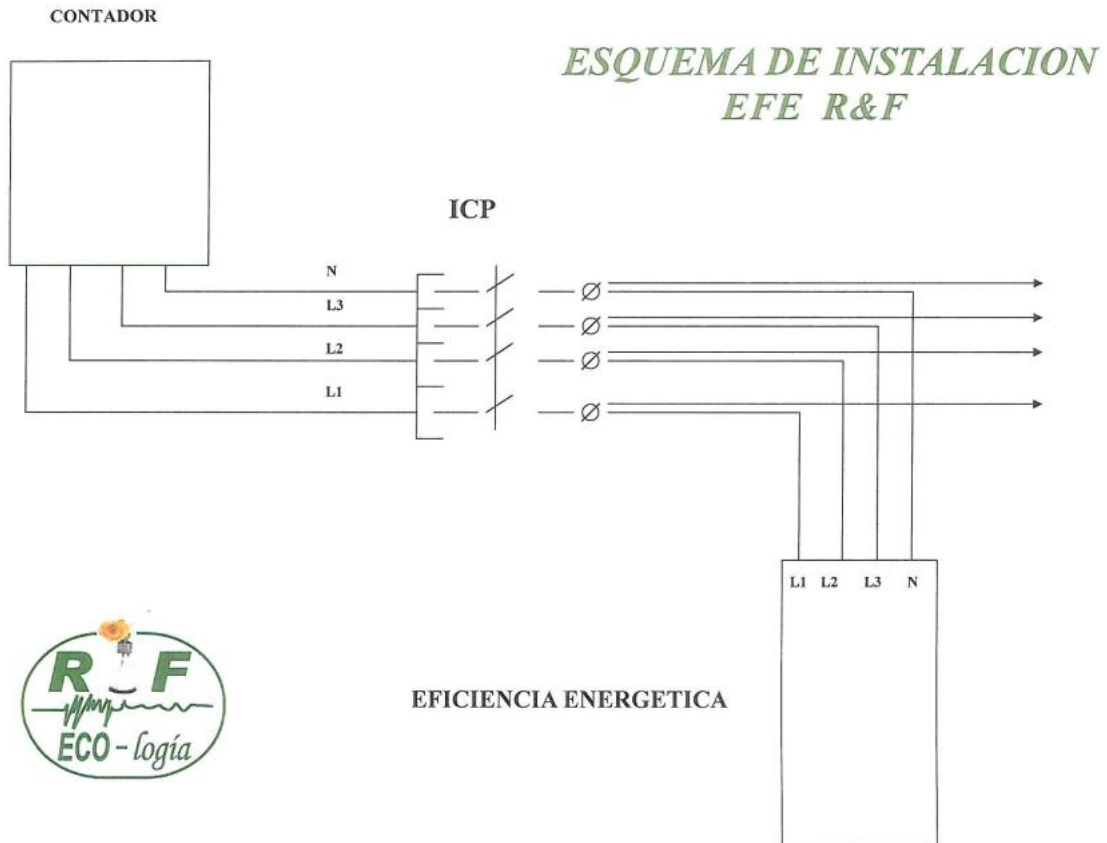 CONTADOR
ESQUEMA DE INSTALACION
EFE R&F
ICP
N
L3
L2
L1
L1 L2 L3 N
EFICIENCIA ENERGETICA
R F
ECO - logía